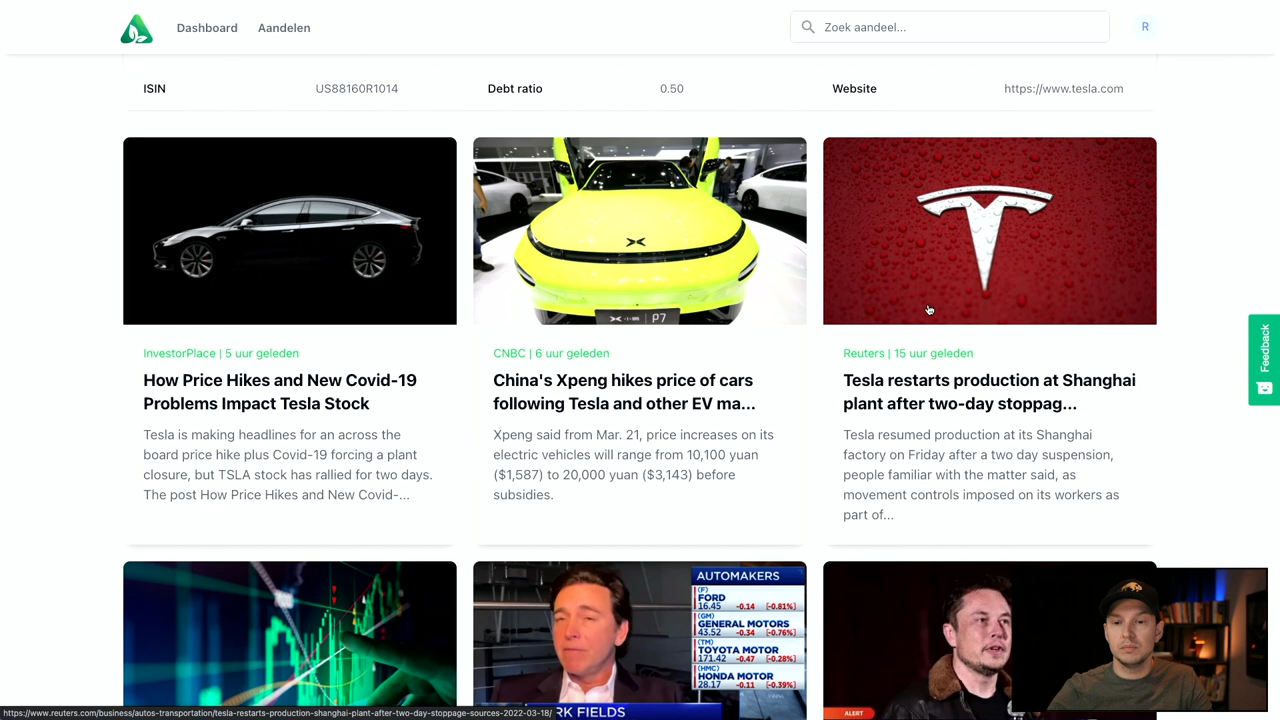 Dashboard
Aandelen
Zoek aandeel...
R
ISIN
US88160R1014
Debt ratio
0.50
Website
https://www.tesla.com
P7
InvestorPlace | 5 uur geleden
How Price Hikes and New Covid-19
Problems Impact Tesla Stock
Tesla is making headlines for an across the
board price hike plus Covid-19 forcing a plant
closure, but TSLA stock has rallied for two days.
The post How Price Hikes and New Covid-...
CNBC | 6 uur geleden
China's Xpeng hikes price of cars
following Tesla and other EV ma...
Xpeng said from Mar. 21, price increases on its
electric vehicles will range from 10,100 yuan
($1,587) to 20,000 yuan ($3,143) before
subsidies.
Reuters | 15 uur geleden
Tesla restarts production at Shanghai
plant after two-day stoppag...
Tesla resumed production at its Shanghai
factory on Friday after a two day suspension,
people familiar with the matter said, as
movement controls imposed on its workers as
part of...
Feedback
AUTOMAKERS
(F)
FORD
16.45 -0.14 [-0.81%]
(GM)
GENERAL MOTORS
43.52 -0.34 [-0.76%]
(TM)
TOYOTA MOTOR
171.42 -0.47 [-0.28%]
(HMC)
HONDA MOTOR
28.17 -0.11 [-0.39%]
RK FIELDS
ALERT
https://www.reuters.com/business/autos-transportation/tesla-restarts-production-shanghai-plant-after-two-day-stoppage-sources-2022-03-18/